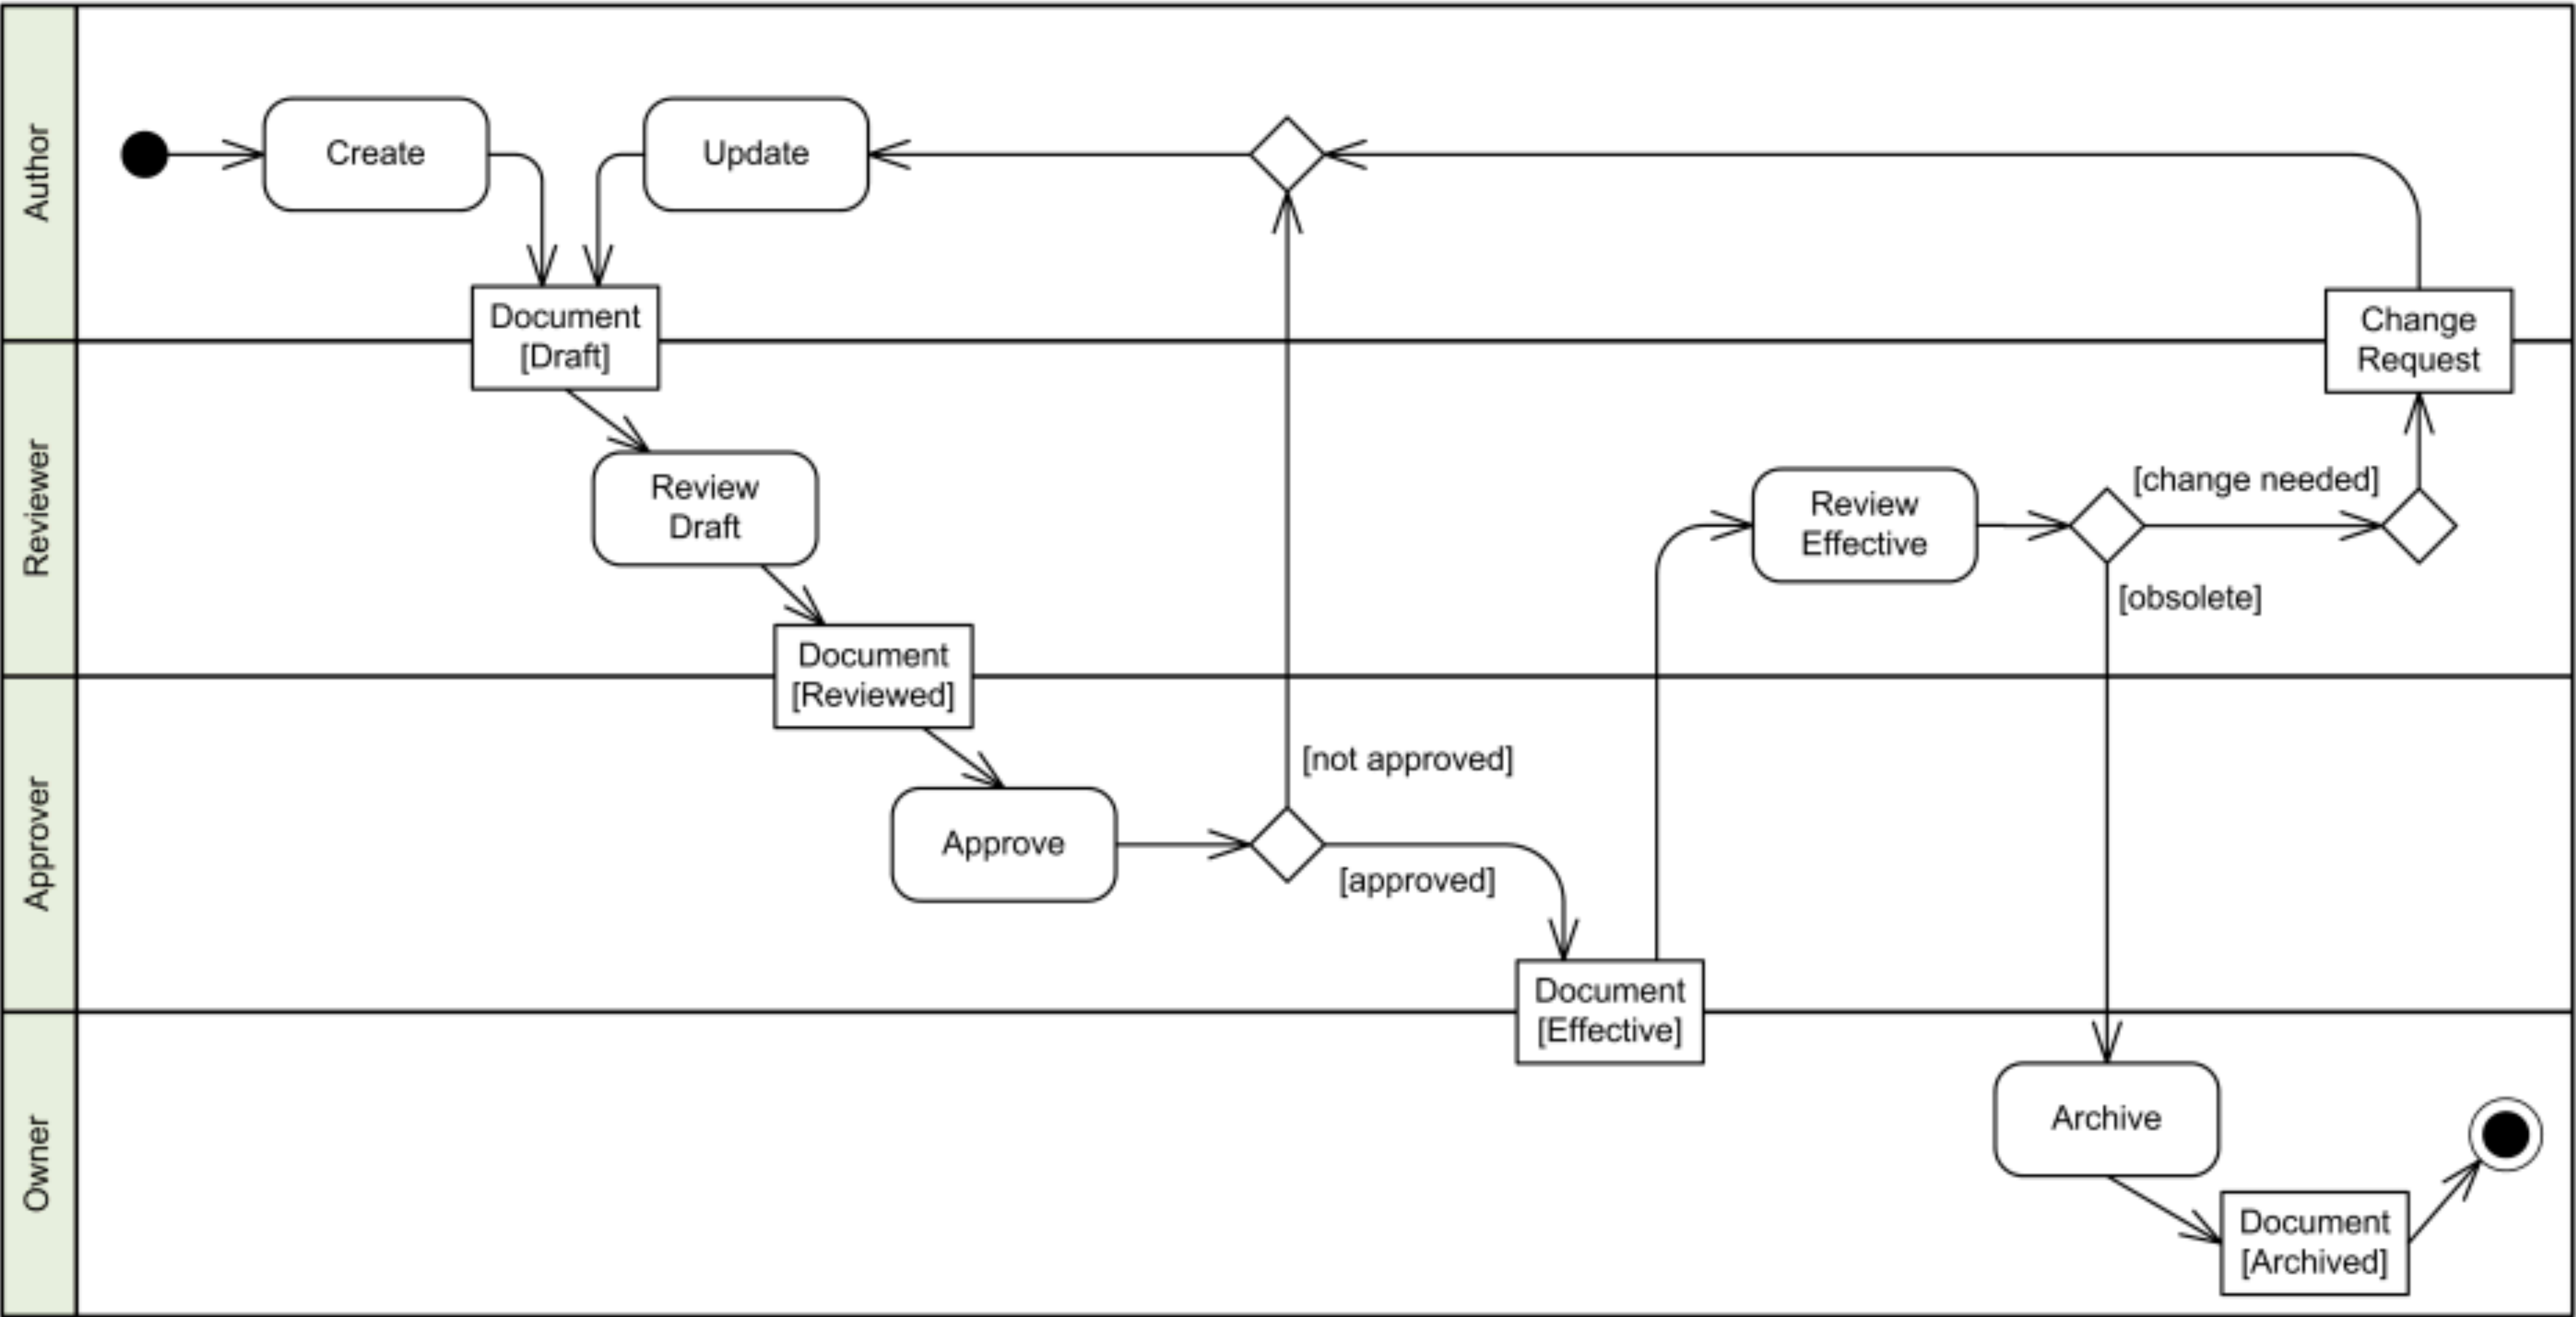 Author
Create
Update
Document
[Draft]
Change
Request
Reviewer
Review
Draft
Review
Effective
[change needed]
[obsolete]
Document
[Reviewed]
Approver
[not approved]
Approve
[approved]
Document
[Effective]
Owner
Archive
Document
[Archived]